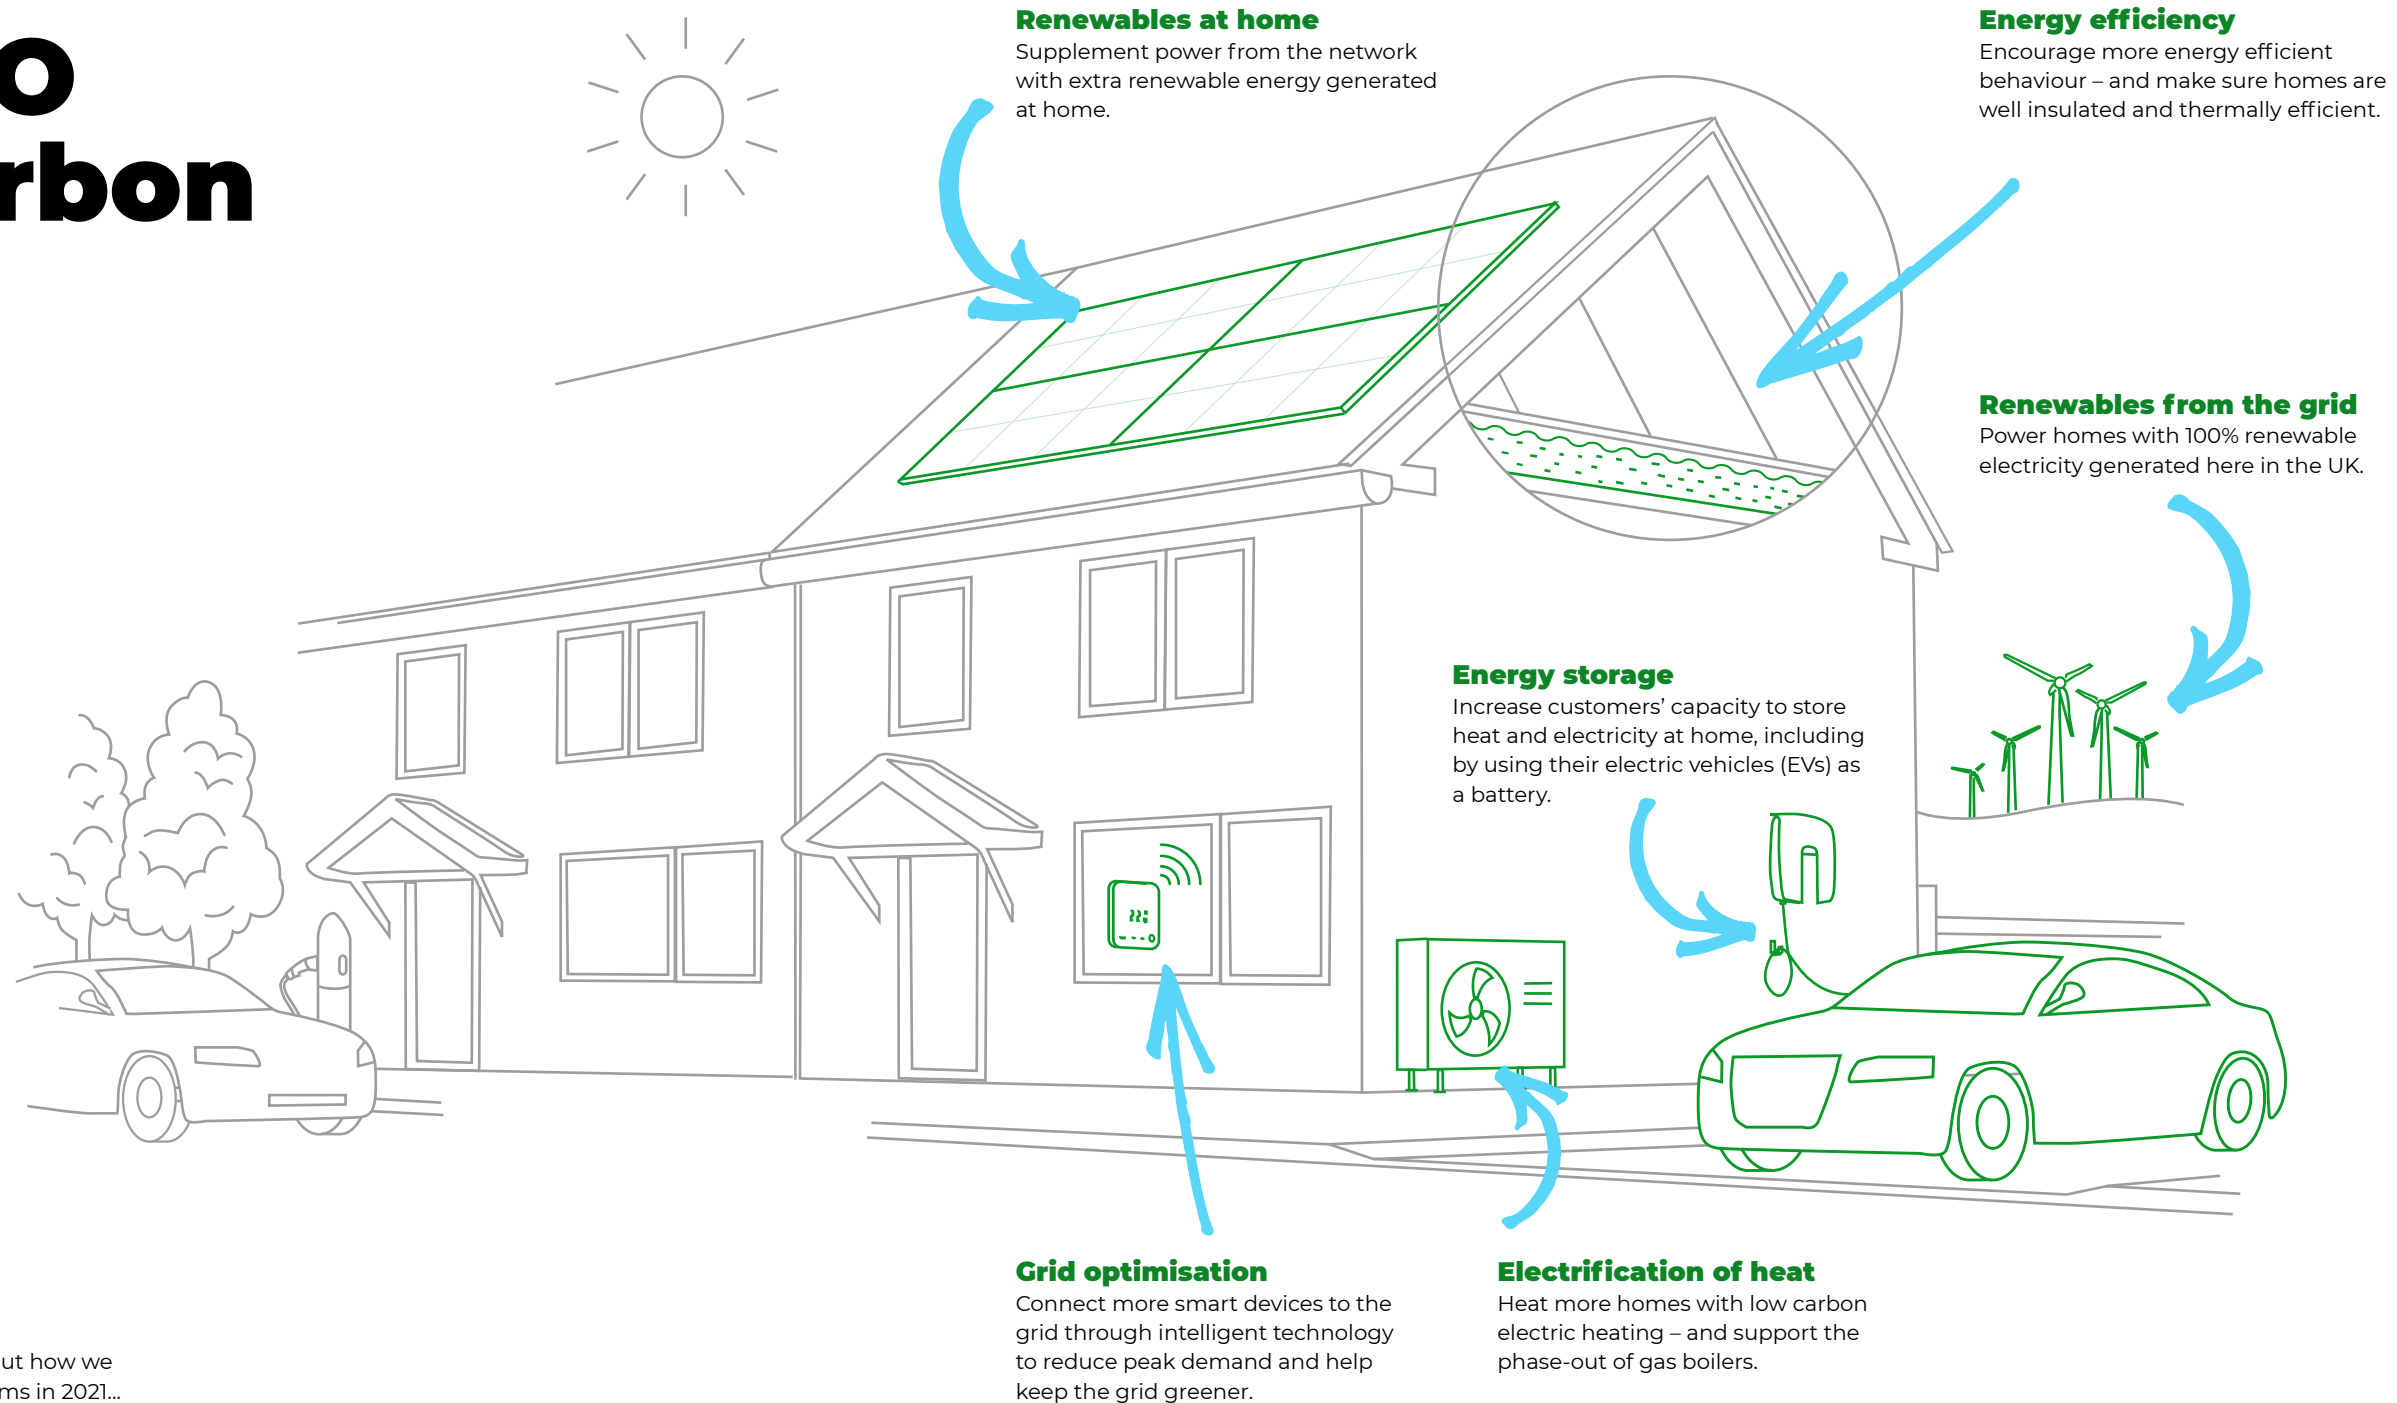 o
rbon
Renewables at home
Supplement power from the network
with extra renewable energy generated
at home.
Energy efficiency
Encourage more energy efficient
behaviour – and make sure homes are
well insulated and thermally efficient.
Renewables from the grid
Power homes with 100% renewable
electricity generated here in the UK.
Energy storage
Increase customers’ capacity to store
heat and electricity at home, including
by using their electric vehicles (EVs) as
a battery.
Grid optimisation
Connect more smart devices to the
grid through intelligent technology
to reduce peak demand and help
keep the grid greener.
Electrification of heat
Heat more homes with low carbon
electric heating – and support the
phase-out of gas boilers.
ut how we
ms in 2021...